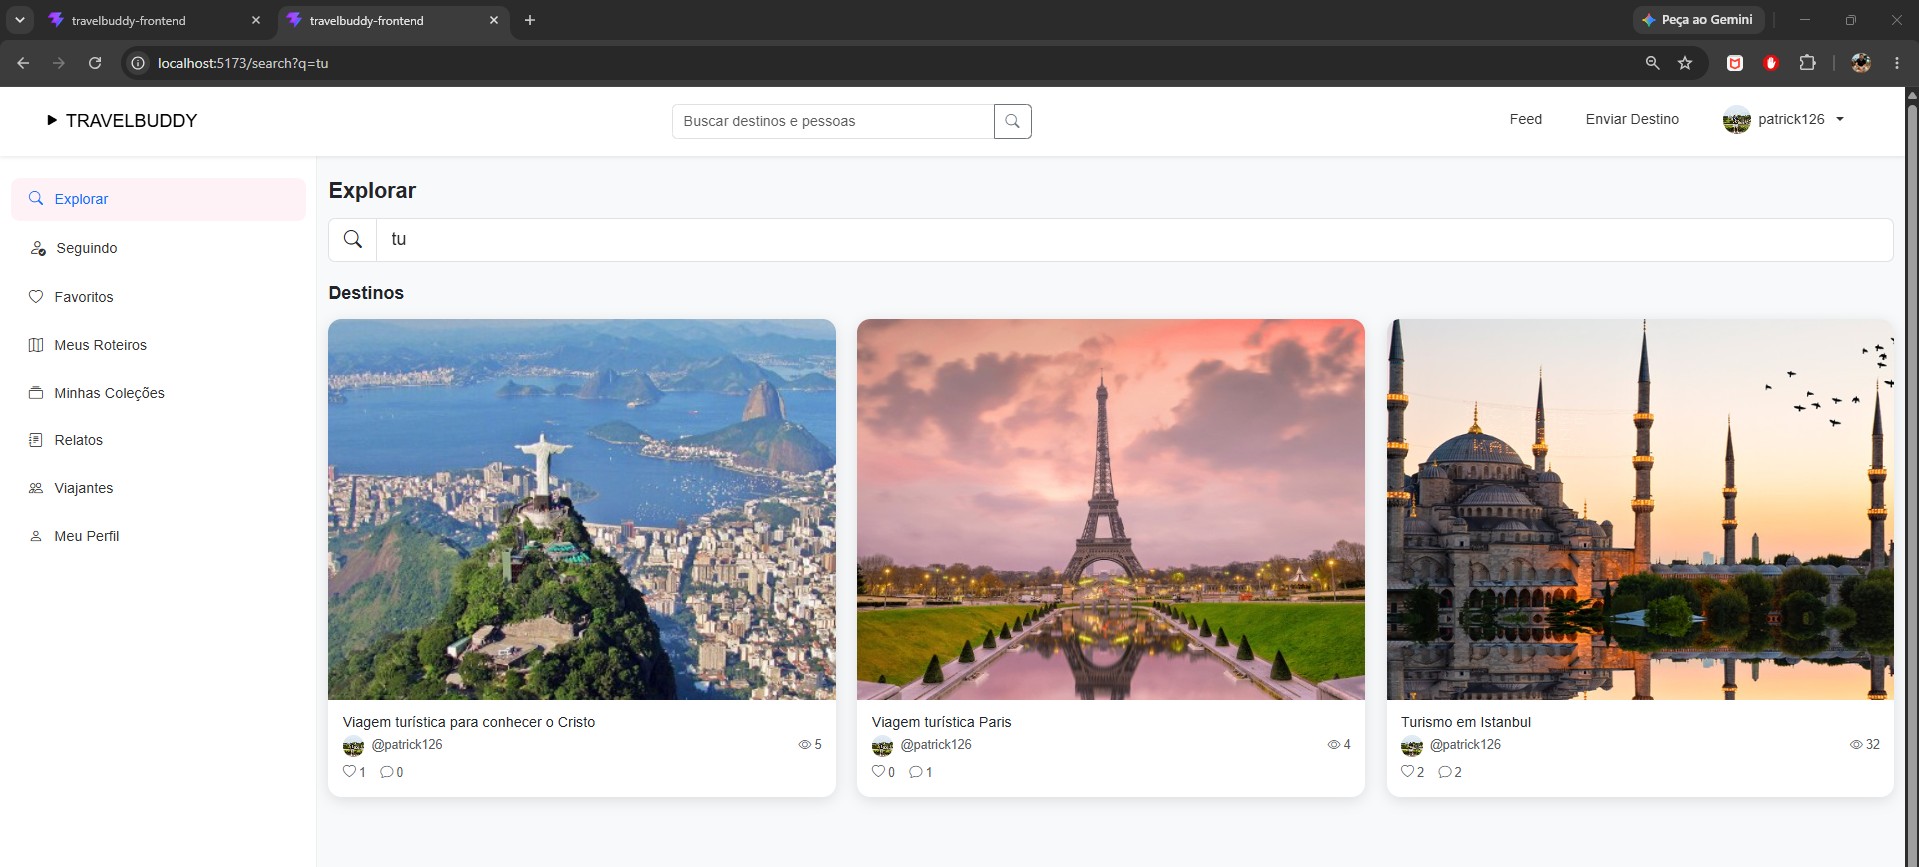 travelbuddy-frontend
travelbuddy-frontend
Peça ao Gemini
localhost:5173/search?q=tu
TRAVELBUDDY
Buscar destinos e pessoas
Feed
Enviar Destino
patrick126
Explorar
Seguindo
Favoritos
Meus Roteiros
Minhas Coleções
Relatos
Viajantes
Meu Perfil
Explorar
tu
Destinos
Viagem turística para conhecer o Cristo
@patrick126 5
1 0
Viagem turística Paris
@patrick126 4
0 1
Turismo em Istanbul
@patrick126 32
2 2